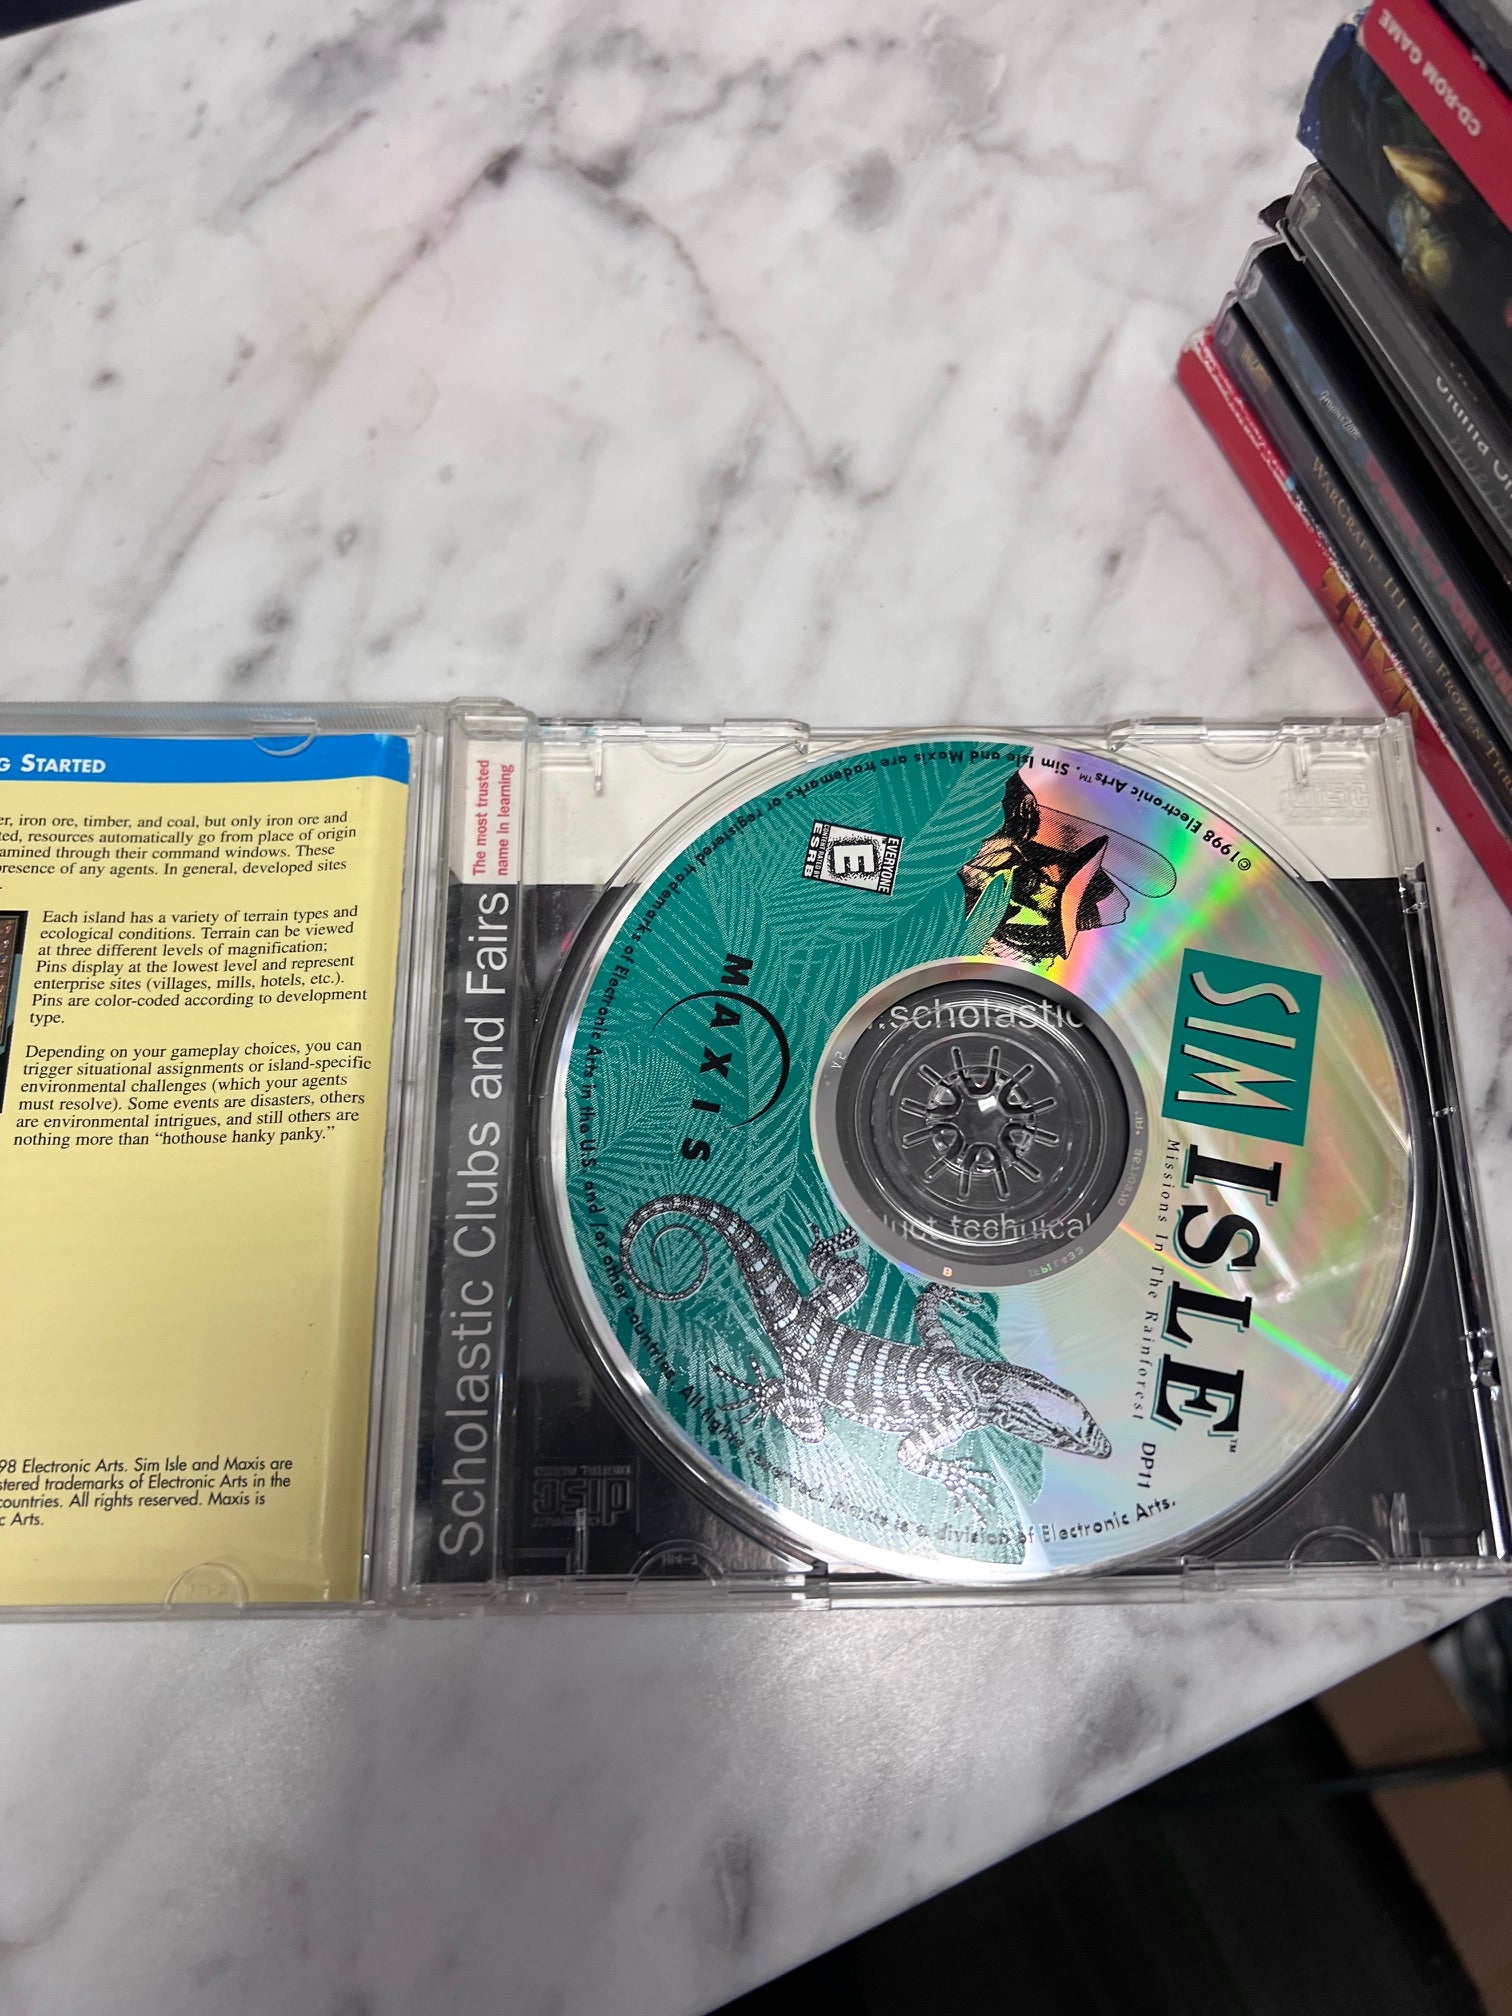 G STARTED
er, iron ore, timber, and coal, but only iron ore and
ted, resources automatically go from place of origin
amined through their command windows. These
presence of any agents. In general, developed sites
Each island has a variety of terrain types and
ecological conditions. Terrain can be viewed
at three different levels of magnification;
Pins display at the lowest level and represent
enterprise sites (villages, mills, hotels, etc.).
Pins are color-coded according to development
type.
Depending on your gameplay choices, you can
trigger situational assignments or island-specific
environmental challenges (which your agents
must resolve). Some events are disasters, others
are environmental intrigues, and still others are
nothing more than “hothouse hanky panky.”
98 Electronic Arts. Sim Isle and Maxis are
stered trademarks of Electronic Arts in the
countries. All rights reserved. Maxis is
c Arts.
Scholastic Clubs and Fairs
The most trusted
name in learning
SIM
ISLE™
Missions In The Rainforest
DP11
MAXIS
EVERYONE
E
ESRB
©1998 Electronic Arts™. Sim Isle and Maxis are trademarks or registered trademarks of Electronic Arts in the U.S. and / or other countries. All rights reserved. Maxis is a division of Electronic Arts.
.scholastic
duct technical
disc
DIGITAL AUDIO
CD-ROM GAME
WARCRAFT III THE FROZEN THR